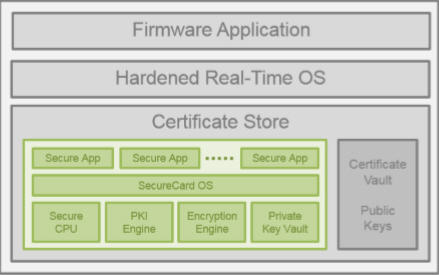 Firmware Application
Hardened Real-Time OS
Certificate Store
Secure App
Secure App
.....
Secure App
SecureCard OS
Secure
CPU
PKI
Engine
Encryption
Engine
Private
Key Vault
Certificate
Vault
Public
Keys